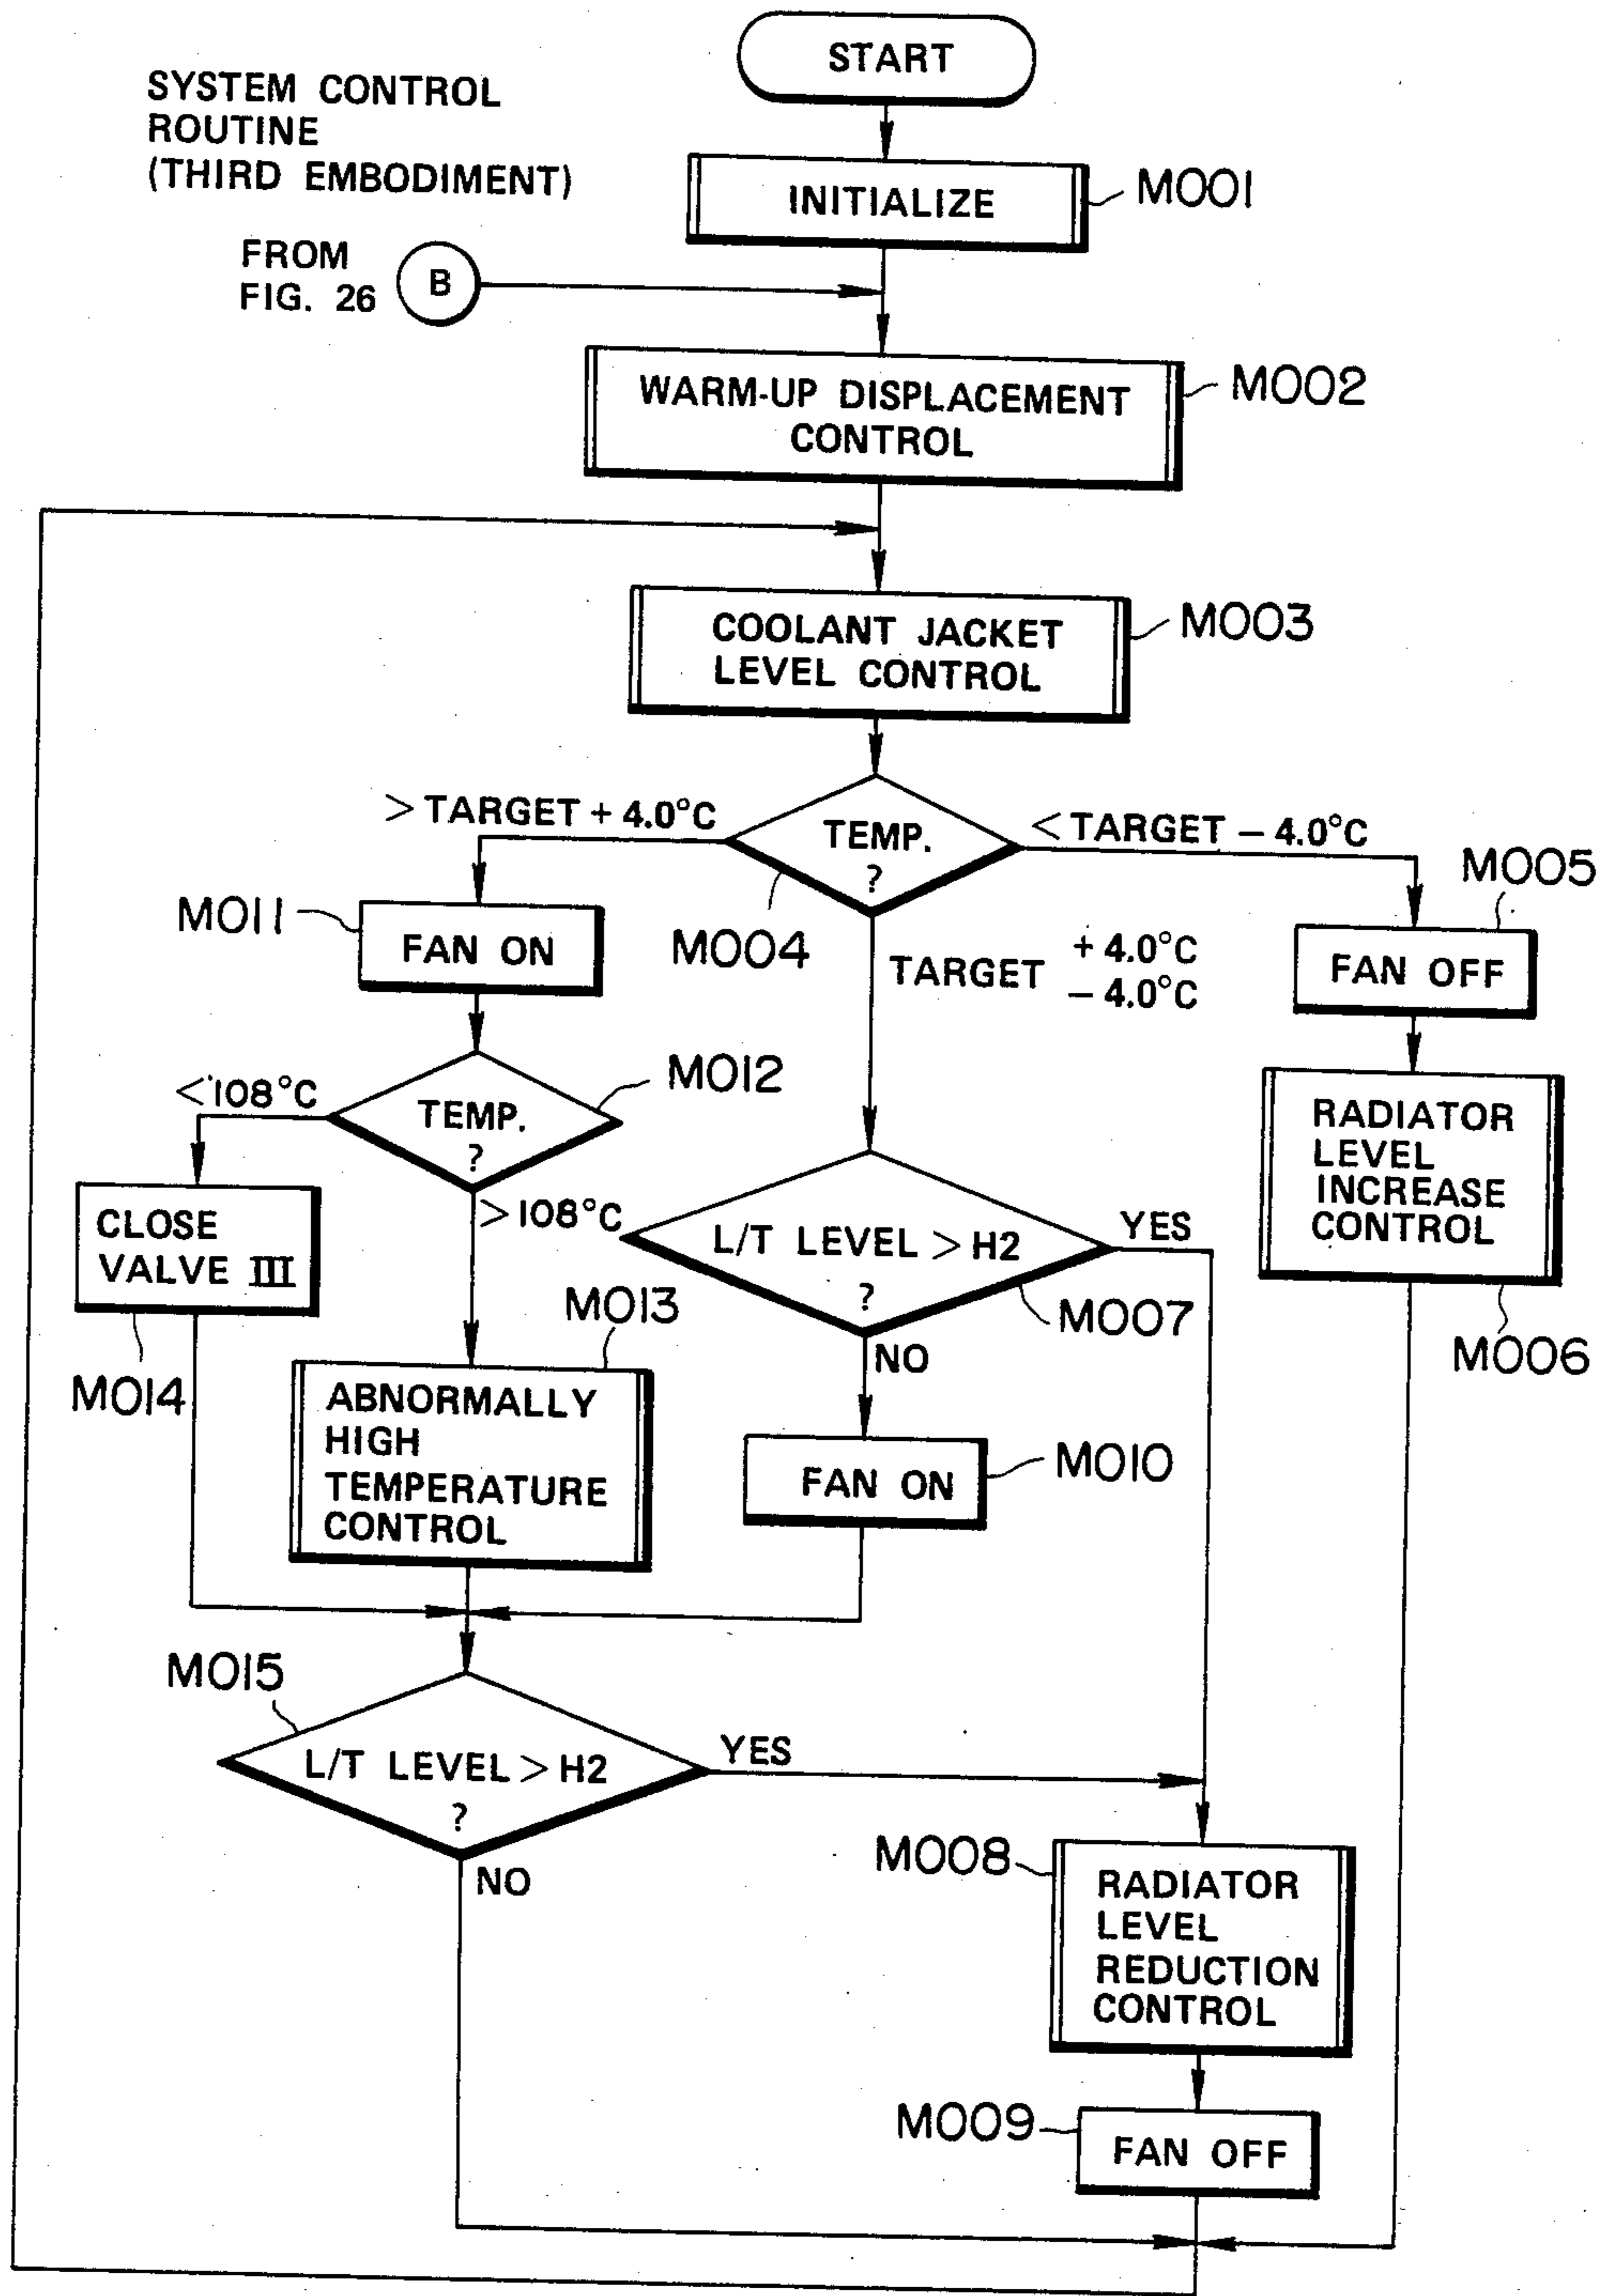 START
SYSTEM CONTROL
ROUTINE
(THIRD EMBODIMENT)
INITIALIZE
M001
FROM
FIG. 26
B
WARM-UP DISPLACEMENT
CONTROL
M002
COOLANT JACKET
LEVEL CONTROL
M003
> TARGET + 4.0°C
TEMP.
?
< TARGET – 4.0°C
M004
TARGET + 4.0°C
– 4.0°C
M005
FAN OFF
M011
FAN ON
M012
<108°C
TEMP.
?
>108°C
RADIATOR
LEVEL
INCREASE
CONTROL
M006
CLOSE
VALVE III
M014
L/T LEVEL > H2
?
YES
M007
NO
M013
ABNORMALLY
HIGH
TEMPERATURE
CONTROL
FAN ON
M010
M015
L/T LEVEL > H2
?
YES
NO
M008
RADIATOR
LEVEL
REDUCTION
CONTROL
M009
FAN OFF